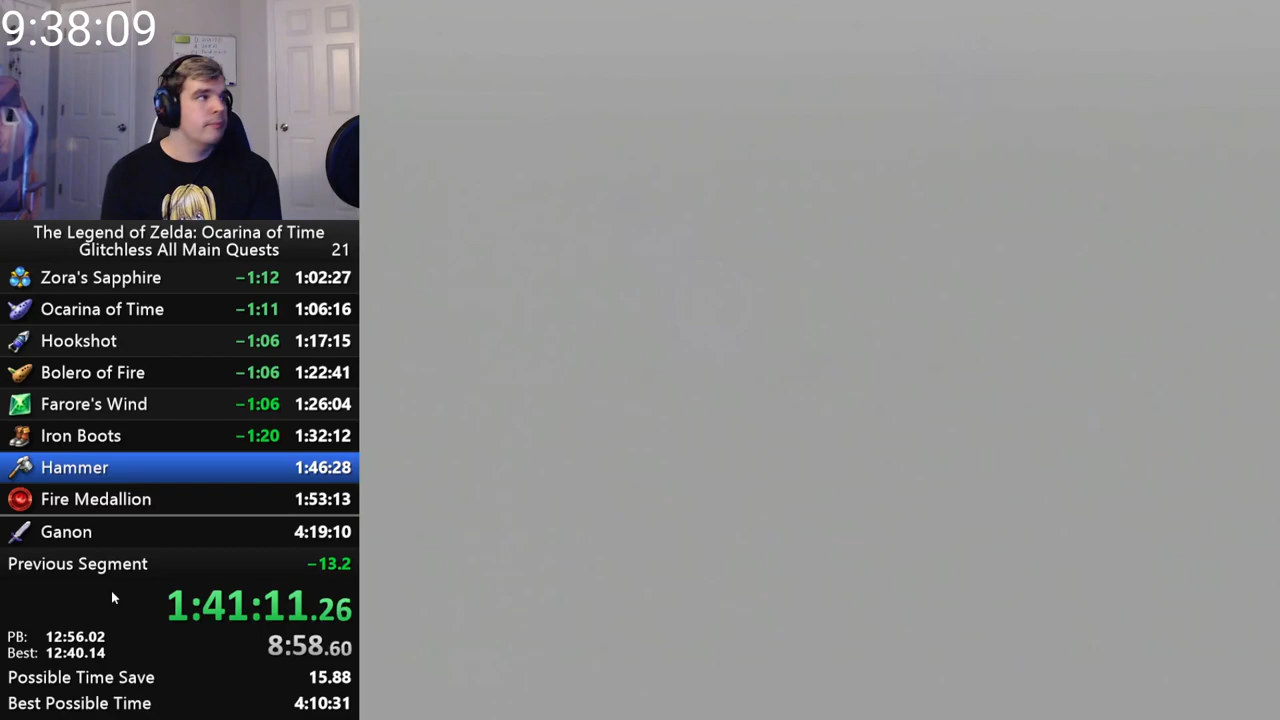 9:38:09
The Legend of Zelda: Ocarina of Time
Glitchless All Main Quests 21
Zora's Sapphire −1:12 1:02:27
Ocarina of Time −1:11 1:06:16
Hookshot −1:06 1:17:15
Bolero of Fire −1:06 1:22:41
Farore's Wind −1:06 1:26:04
Iron Boots −1:20 1:32:12
Hammer 1:46:28
Fire Medallion 1:53:13
Ganon 4:19:10
Previous Segment −13.2
1:41:11.26
PB: 12:56.02 8:58.60
Best: 12:40.14
Possible Time Save 15.88
Best Possible Time 4:10:31